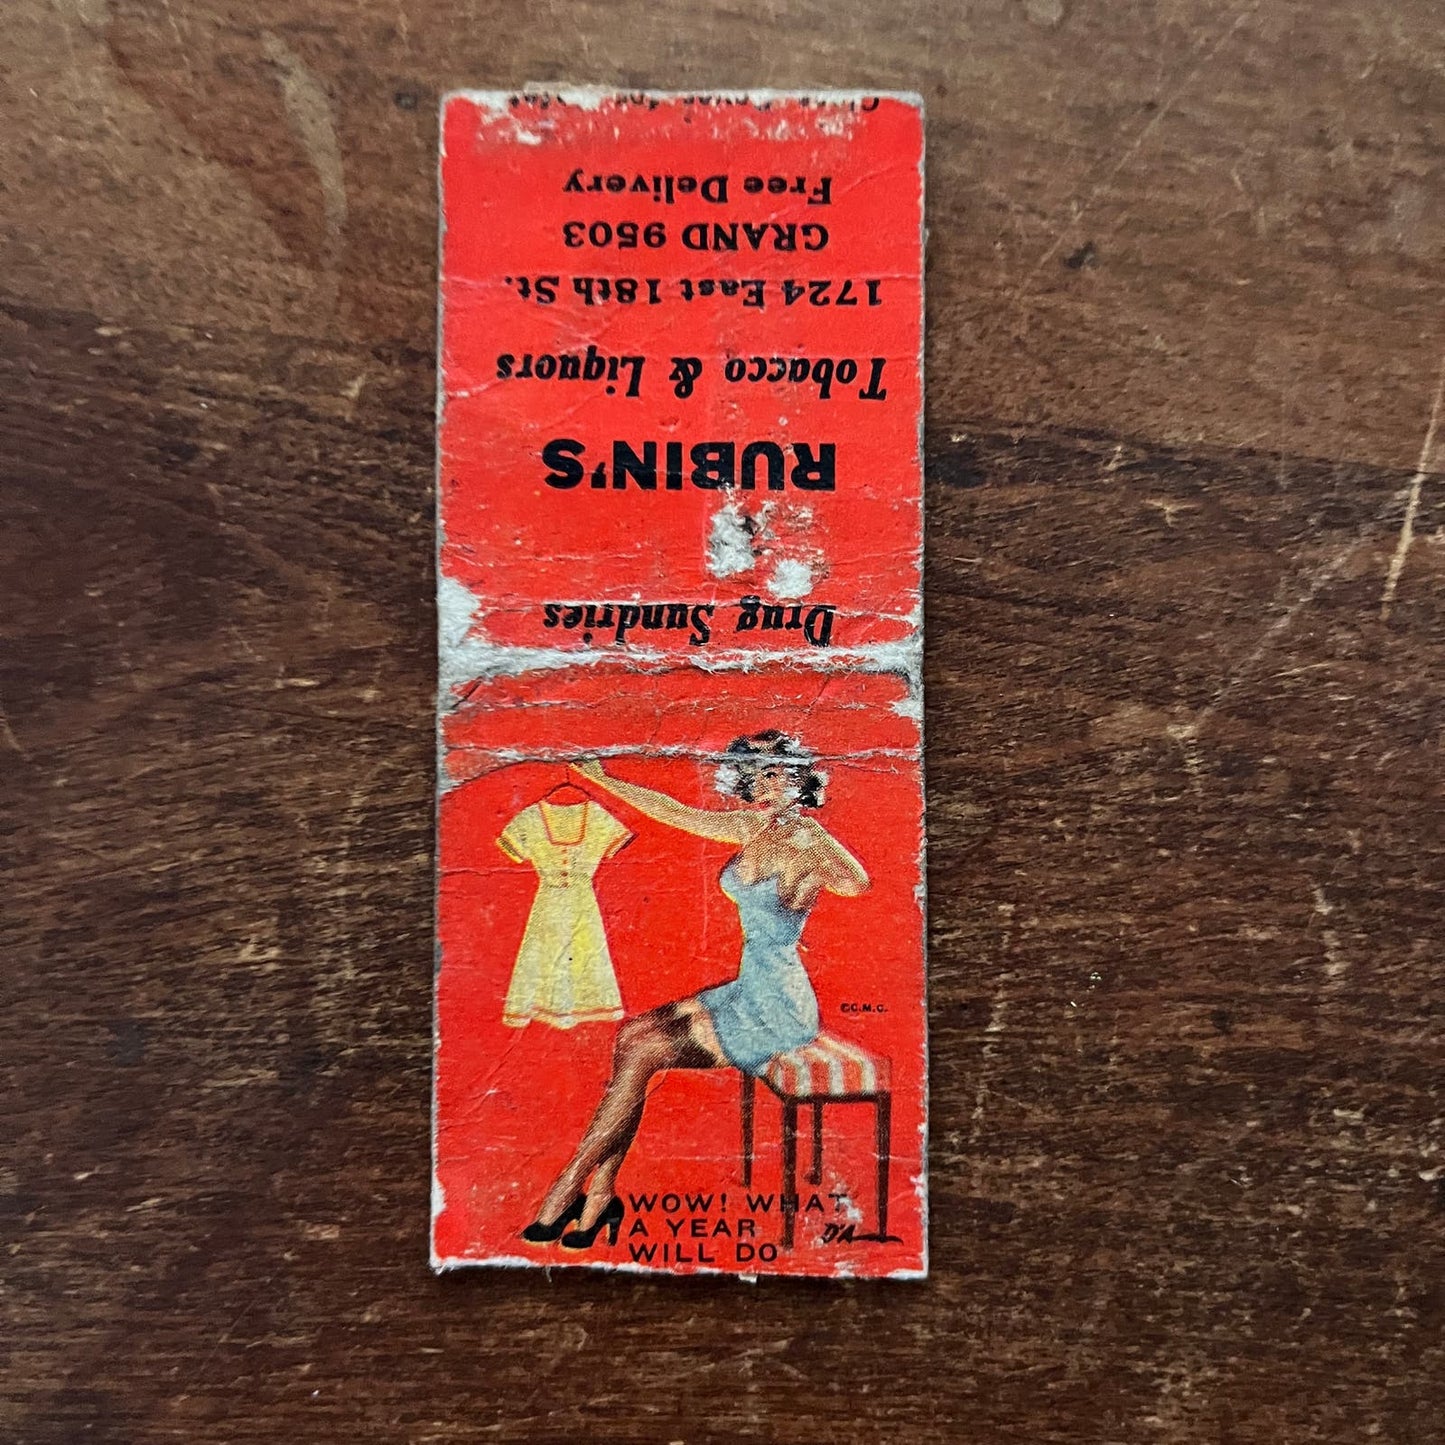 Drug Sundries
RUBIN'S
Tobacco & Liquors
1724 East 18th St.
GRAND 9503
Free Delivery
©C.M.C.
WOW! WHAT
A YEAR
WILL DO
D'A